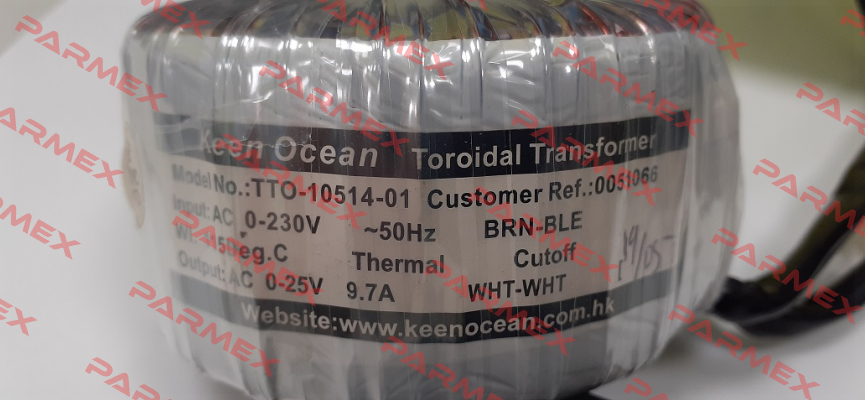 Keen Ocean Toroidal Transformer
Model No.:TTO-10514-01 Customer Ref.:0051066
Input: AC 0-230V ~50Hz BRN-BLE
Deg.C Thermal Cutoff
Output: AC 0-25V 9.7A WHT-WHT
Website:www.keenocean.com.hk
PARMEX